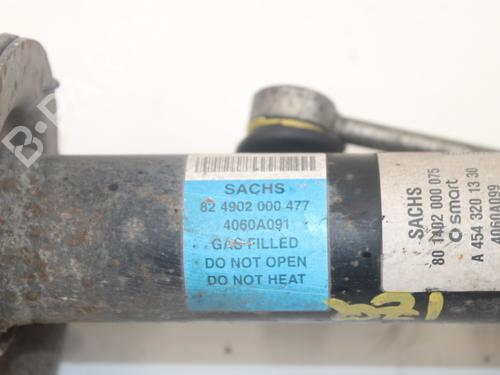 SACHS
82 4902 000 477
4060A091
GAS FILLED
DO NOT OPEN
DO NOT HEAT
SACHS
80 1402 000 075
smart
A 454 320 13 30
4060A099